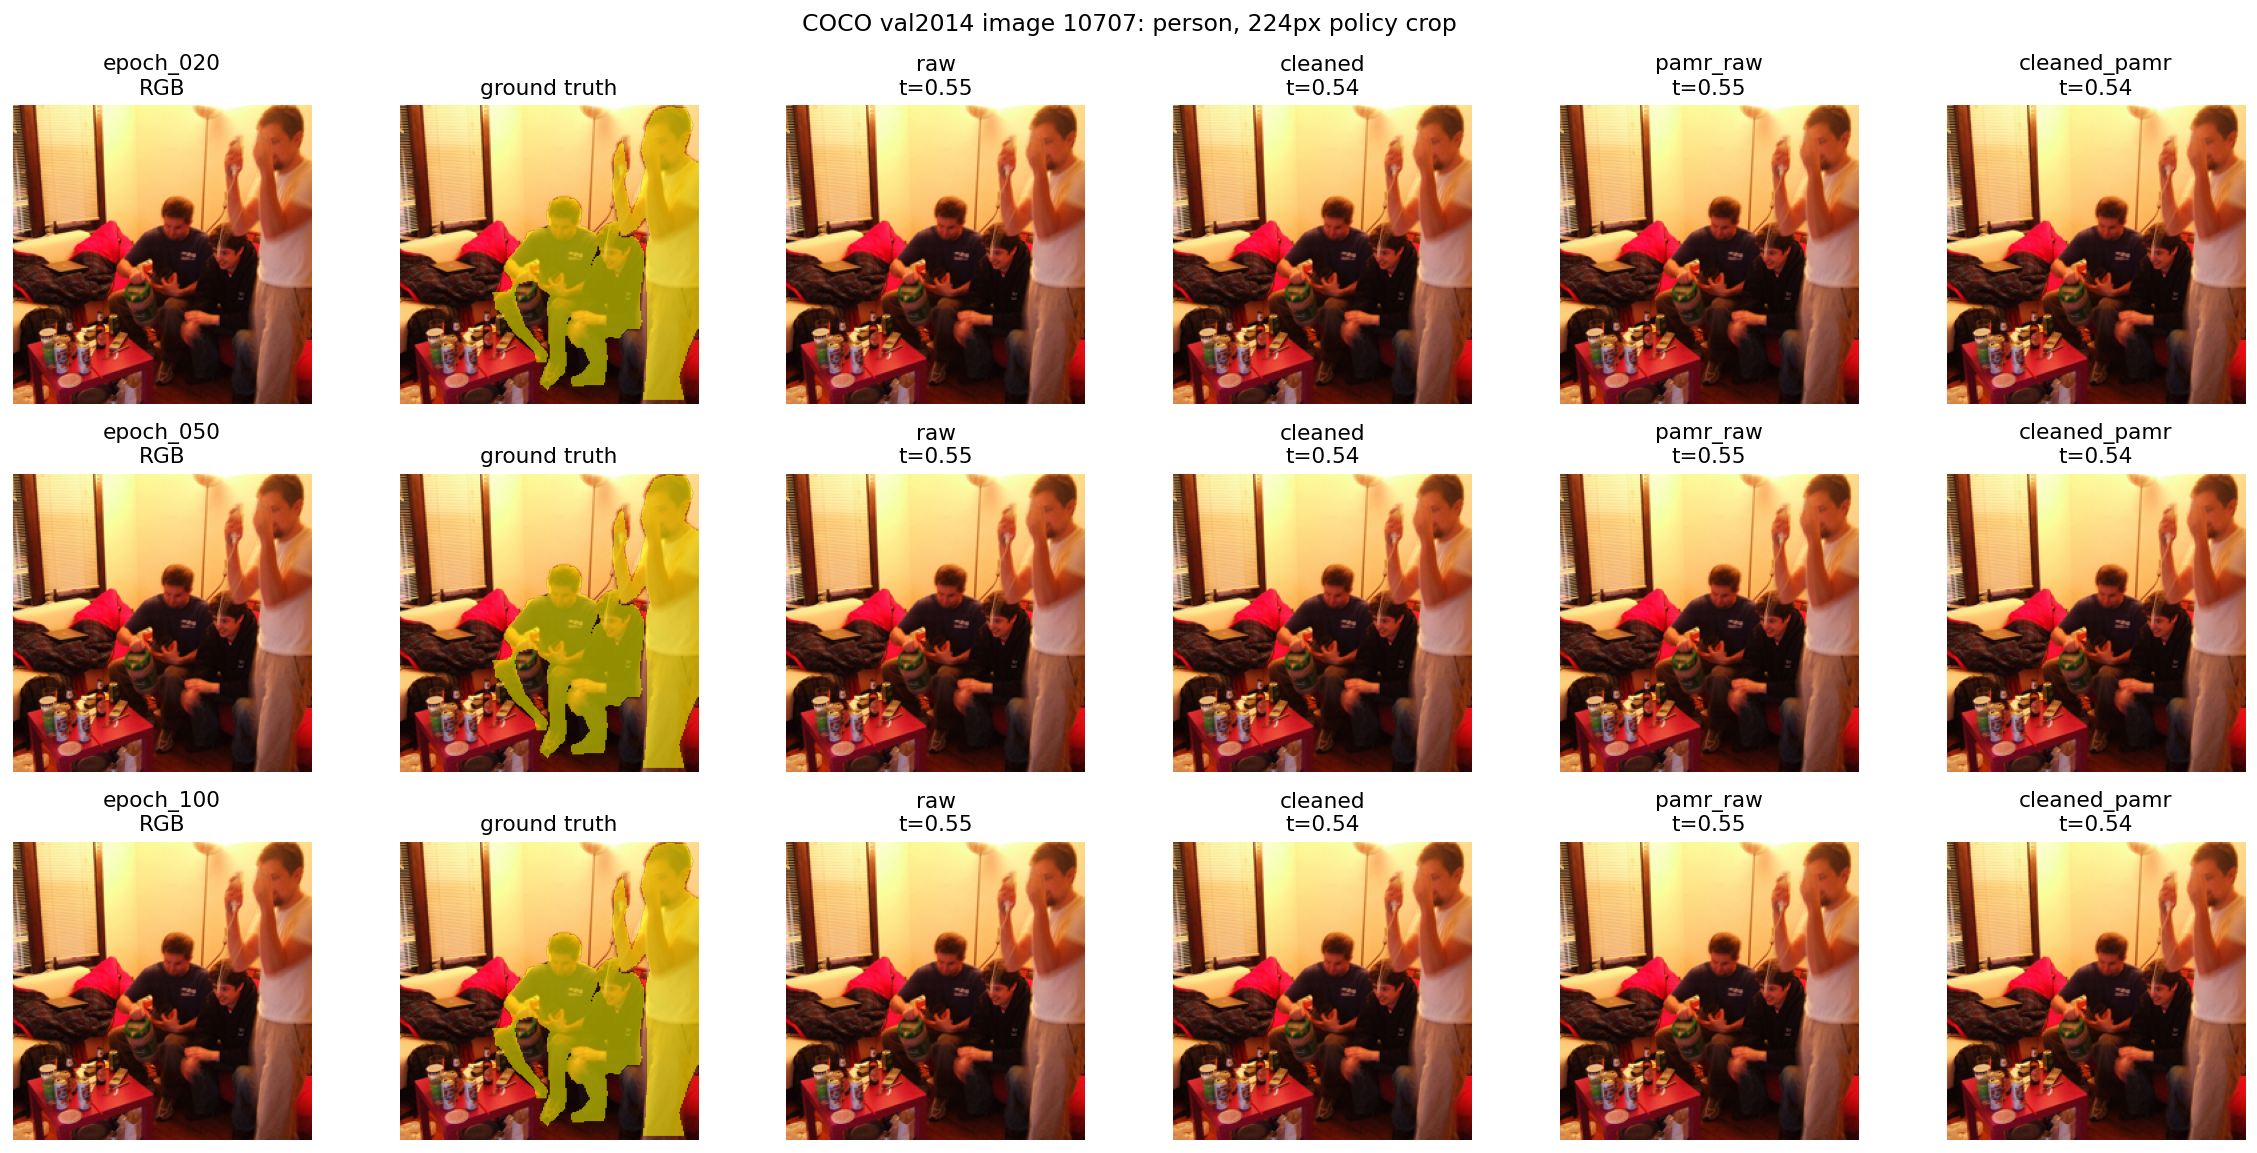 COCO val2014 image 10707: person, 224px policy crop
epoch_020
RGB
ground truth
raw
t=0.55
cleaned
t=0.54
pamr_raw
t=0.55
cleaned_pamr
t=0.54
epoch_050
RGB
ground truth
raw
t=0.55
cleaned
t=0.54
pamr_raw
t=0.55
cleaned_pamr
t=0.54
epoch_100
RGB
ground truth
raw
t=0.55
cleaned
t=0.54
pamr_raw
t=0.55
cleaned_pamr
t=0.54